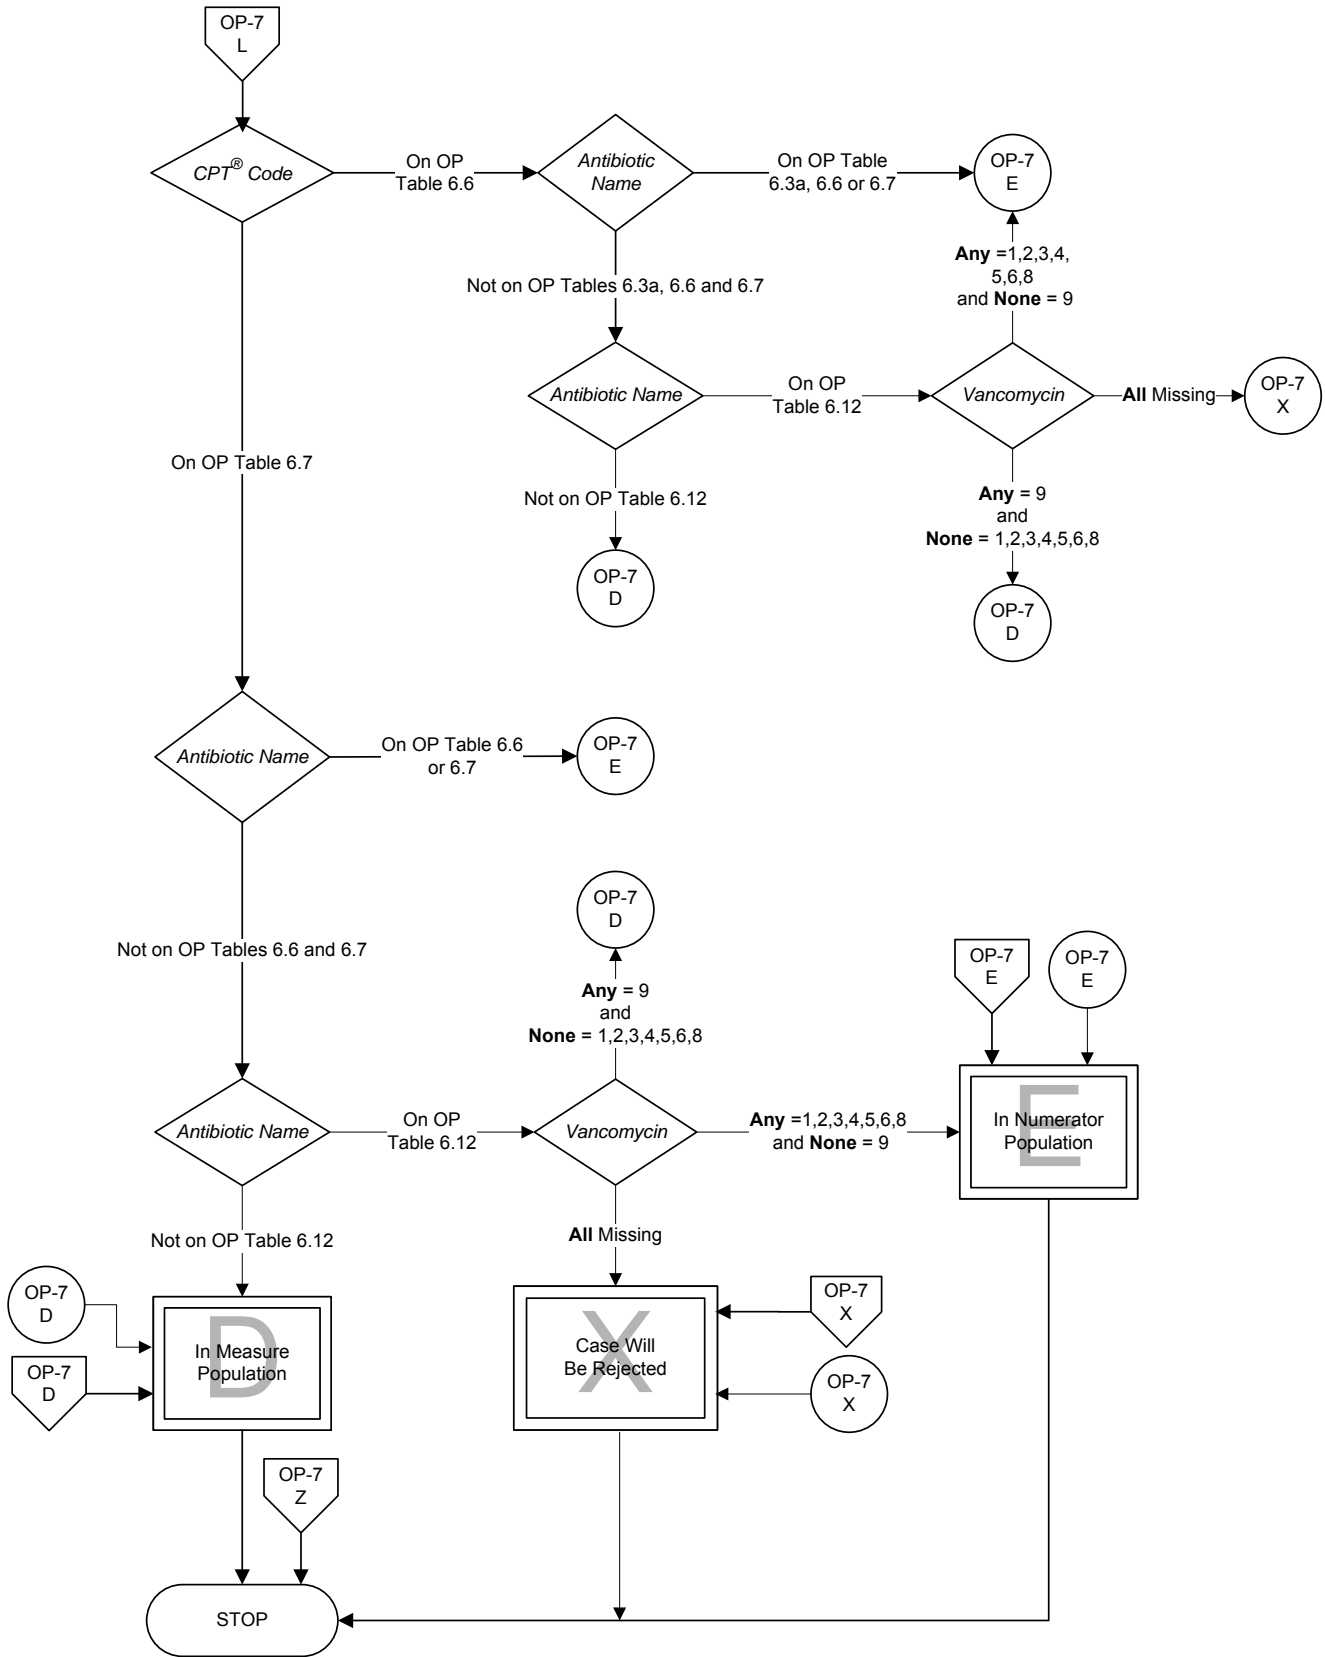 OP-7
L
CPT® Code
On OP
Table 6.6
Antibiotic
Name
On OP Table
6.3a, 6.6 or 6.7
OP-7
E
Any =1,2,3,4,
5,6,8
and None = 9
Not on OP Tables 6.3a, 6.6 and 6.7
Antibiotic Name
On OP
Table 6.12
Vancomycin
All Missing
OP-7
X
On OP Table 6.7
Not on OP Table 6.12
Any = 9
and
None = 1,2,3,4,5,6,8
OP-7
D
OP-7
D
Antibiotic Name
On OP Table 6.6
or 6.7
OP-7
E
OP-7
D
Not on OP Tables 6.6 and 6.7
Any = 9
and
None = 1,2,3,4,5,6,8
OP-7
E
OP-7
E
Antibiotic Name
On OP
Table 6.12
Vancomycin
Any =1,2,3,4,5,6,8
and None = 9
E
In Numerator
Population
Not on OP Table 6.12
All Missing
OP-7
D
OP-7
D
D
In Measure
Population
X
Case Will
Be Rejected
OP-7
X
OP-7
X
OP-7
Z
STOP